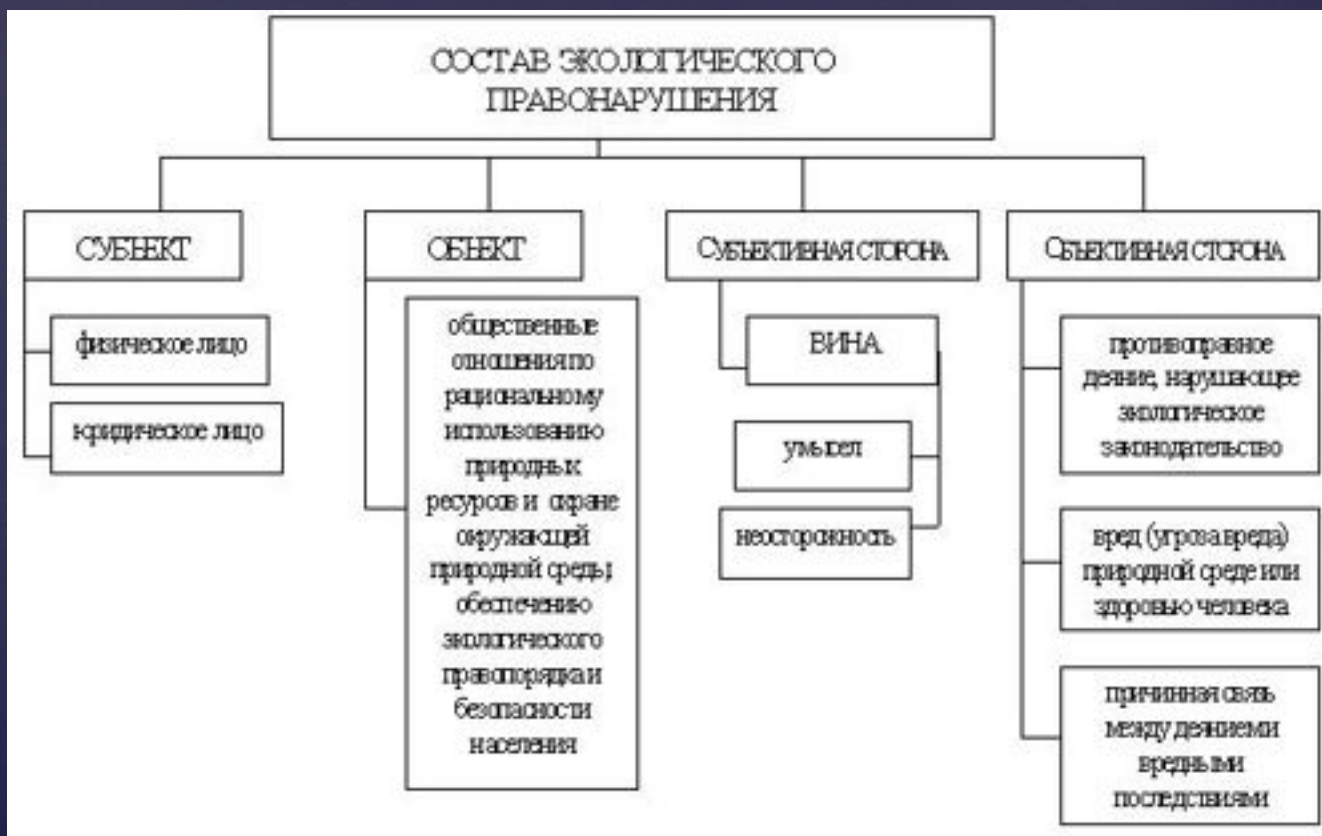 СОСТАВ ЭКОЛОГИЧЕСКОГО
ПРАВОНАРУШЕНИЯ
СУБЪЕКТ
физическое лицо
юридическое лицо
ОБЪЕКТ
общественные
отношения по
рациональному
использованию
природных
ресурсов и охране
окружающей
природной среды;
обеспечению
экологического
правопорядка и
безопасности
населения
СУБЪЕКТИВНАЯ СТОРОНА
ВИНА
умысел
неосторожность
ОБЪЕКТИВНАЯ СТОРОНА
противоправное
деяние, нарушающее
экологическое
законодательство
вред (угроза вреда)
природной среде или
здоровью человека
причинная связь
между деянием и
вредными
последствиями